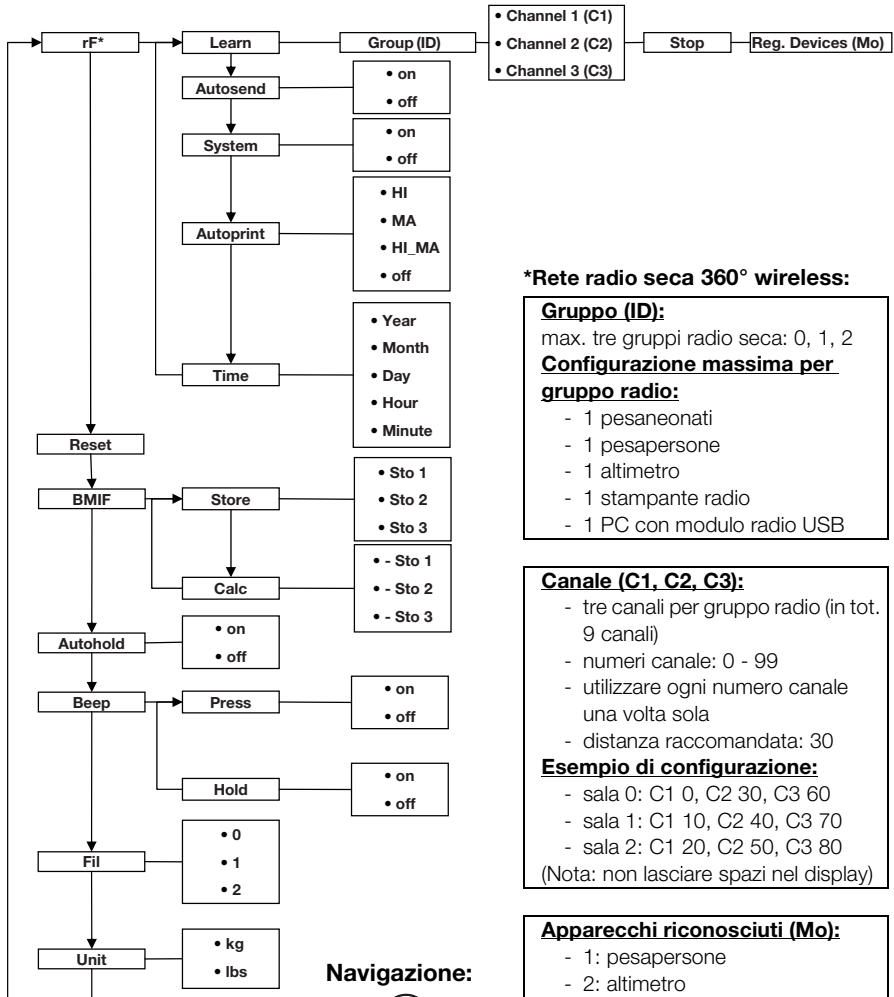 rF*
Learn
Group (ID)
• Channel 1 (C1)
• Channel 2 (C2)
• Channel 3 (C3)
Stop
Reg. Devices (Mo)
Autosend
• on
• off
System
• on
• off
Autoprint
• HI
• MA
• HI_MA
• off
Time
• Year
• Month
• Day
• Hour
• Minute
Reset
BMIF
Store
• Sto 1
• Sto 2
• Sto 3
Calc
• - Sto 1
• - Sto 2
• - Sto 3
Autohold
• on
• off
Beep
Press
• on
• off
Hold
• on
• off
Fil
• 0
• 1
• 2
Unit
• kg
• lbs
Navigazione:
*Rete radio seca 360° wireless:
Gruppo (ID):
max. tre gruppi radio seca: 0, 1, 2
Configurazione massima per
gruppo radio:
- 1 pesaneonati
- 1 pesapersone
- 1 altimetro
- 1 stampante radio
- 1 PC con modulo radio USB
Canale (C1, C2, C3):
- tre canali per gruppo radio (in tot.
9 canali)
- numeri canale: 0 - 99
- utilizzare ogni numero canale
una volta sola
- distanza raccomandata: 30
Esempio di configurazione:
- sala 0: C1 0, C2 30, C3 60
- sala 1: C1 10, C2 40, C3 70
- sala 2: C1 20, C2 50, C3 80
(Nota: non lasciare spazi nel display)
Apparecchi riconosciuti (Mo):
- 1: pesapersone
- 2: altimetro